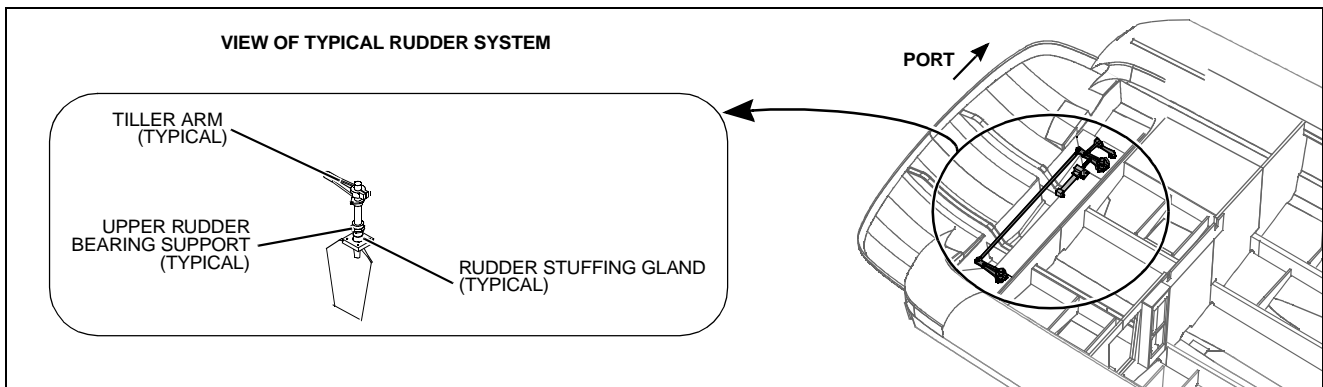 VIEW OF TYPICAL RUDDER SYSTEM
PORT
TILLER ARM
(TYPICAL)
UPPER RUDDER
BEARING SUPPORT
(TYPICAL)
RUDDER STUFFING GLAND
(TYPICAL)